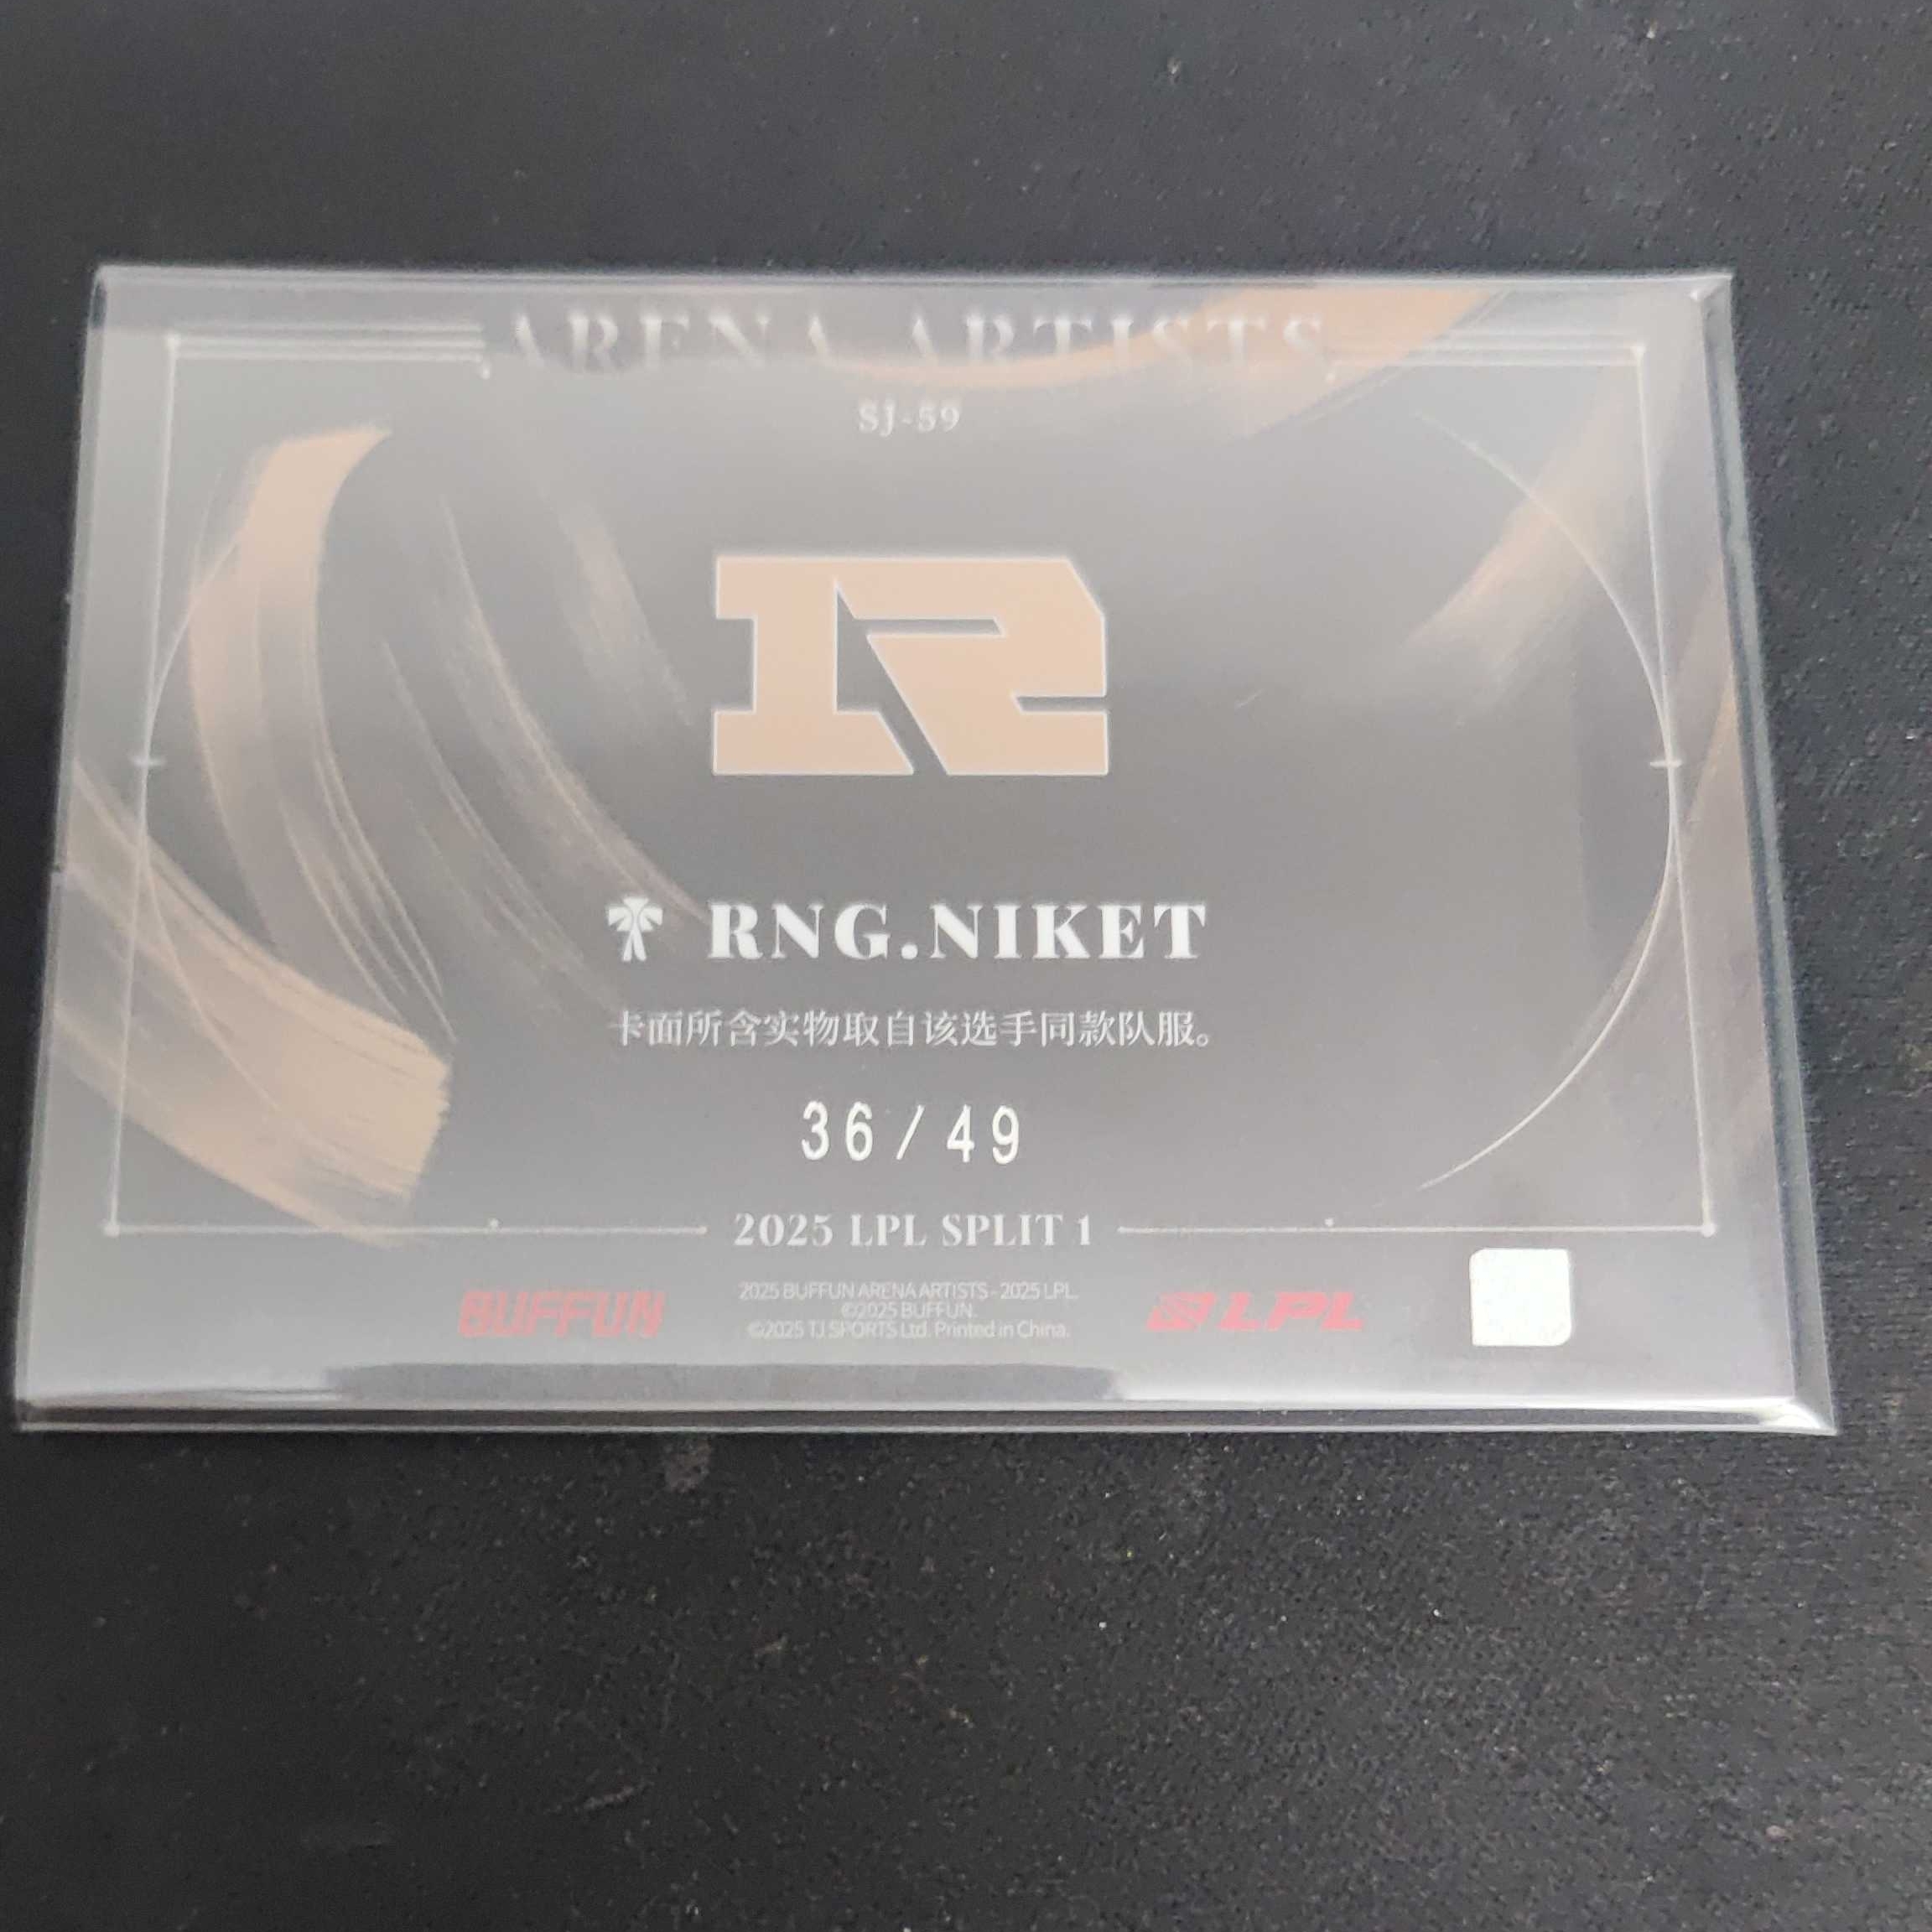 ARENA ARTISTS
SJ-59
RNG.NIKET
卡面所含实物取自该选手同款队服。
36/49
2025 LPL SPLIT 1
BUFFUN
2025 BUFFUN ARENA ARTISTS - 2025 LPL.
©2025 BUFFUN.
©2025 TJ SPORTS Ltd. Printed in China.
LPL